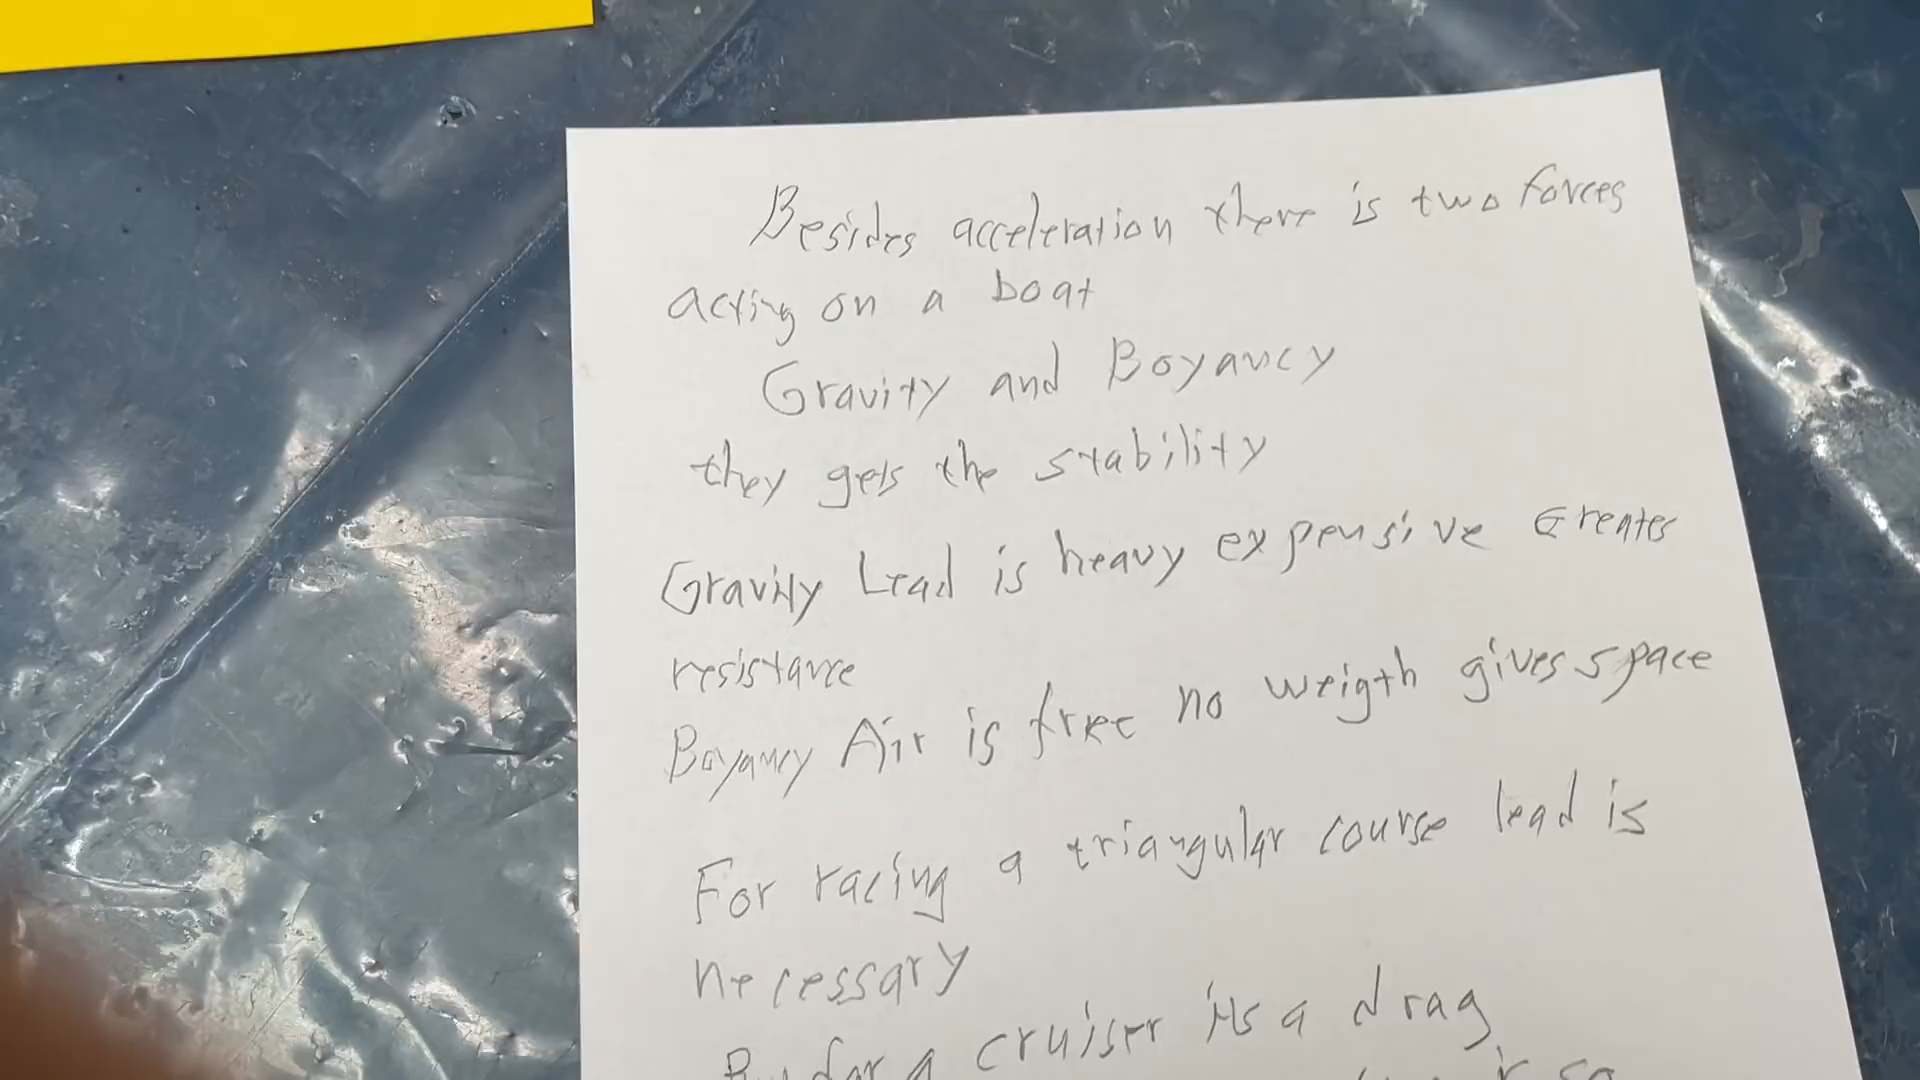 Besides acceleration there is two forces
acting on a boat
Gravity and Boyancy
they gets the stability
Gravity Lead is heavy expensive Creates
resistance
Boyancy Air is free no weigth gives space
For racing a triangular course lead is
necessary
for a cruiser its a drag